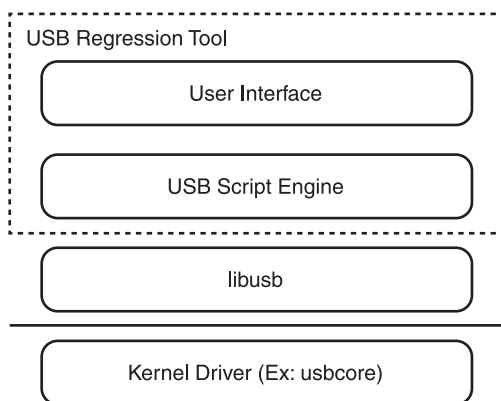 USB Regression Tool
User Interface
USB Script Engine
libusb
Kernel Driver (Ex: usbcore)